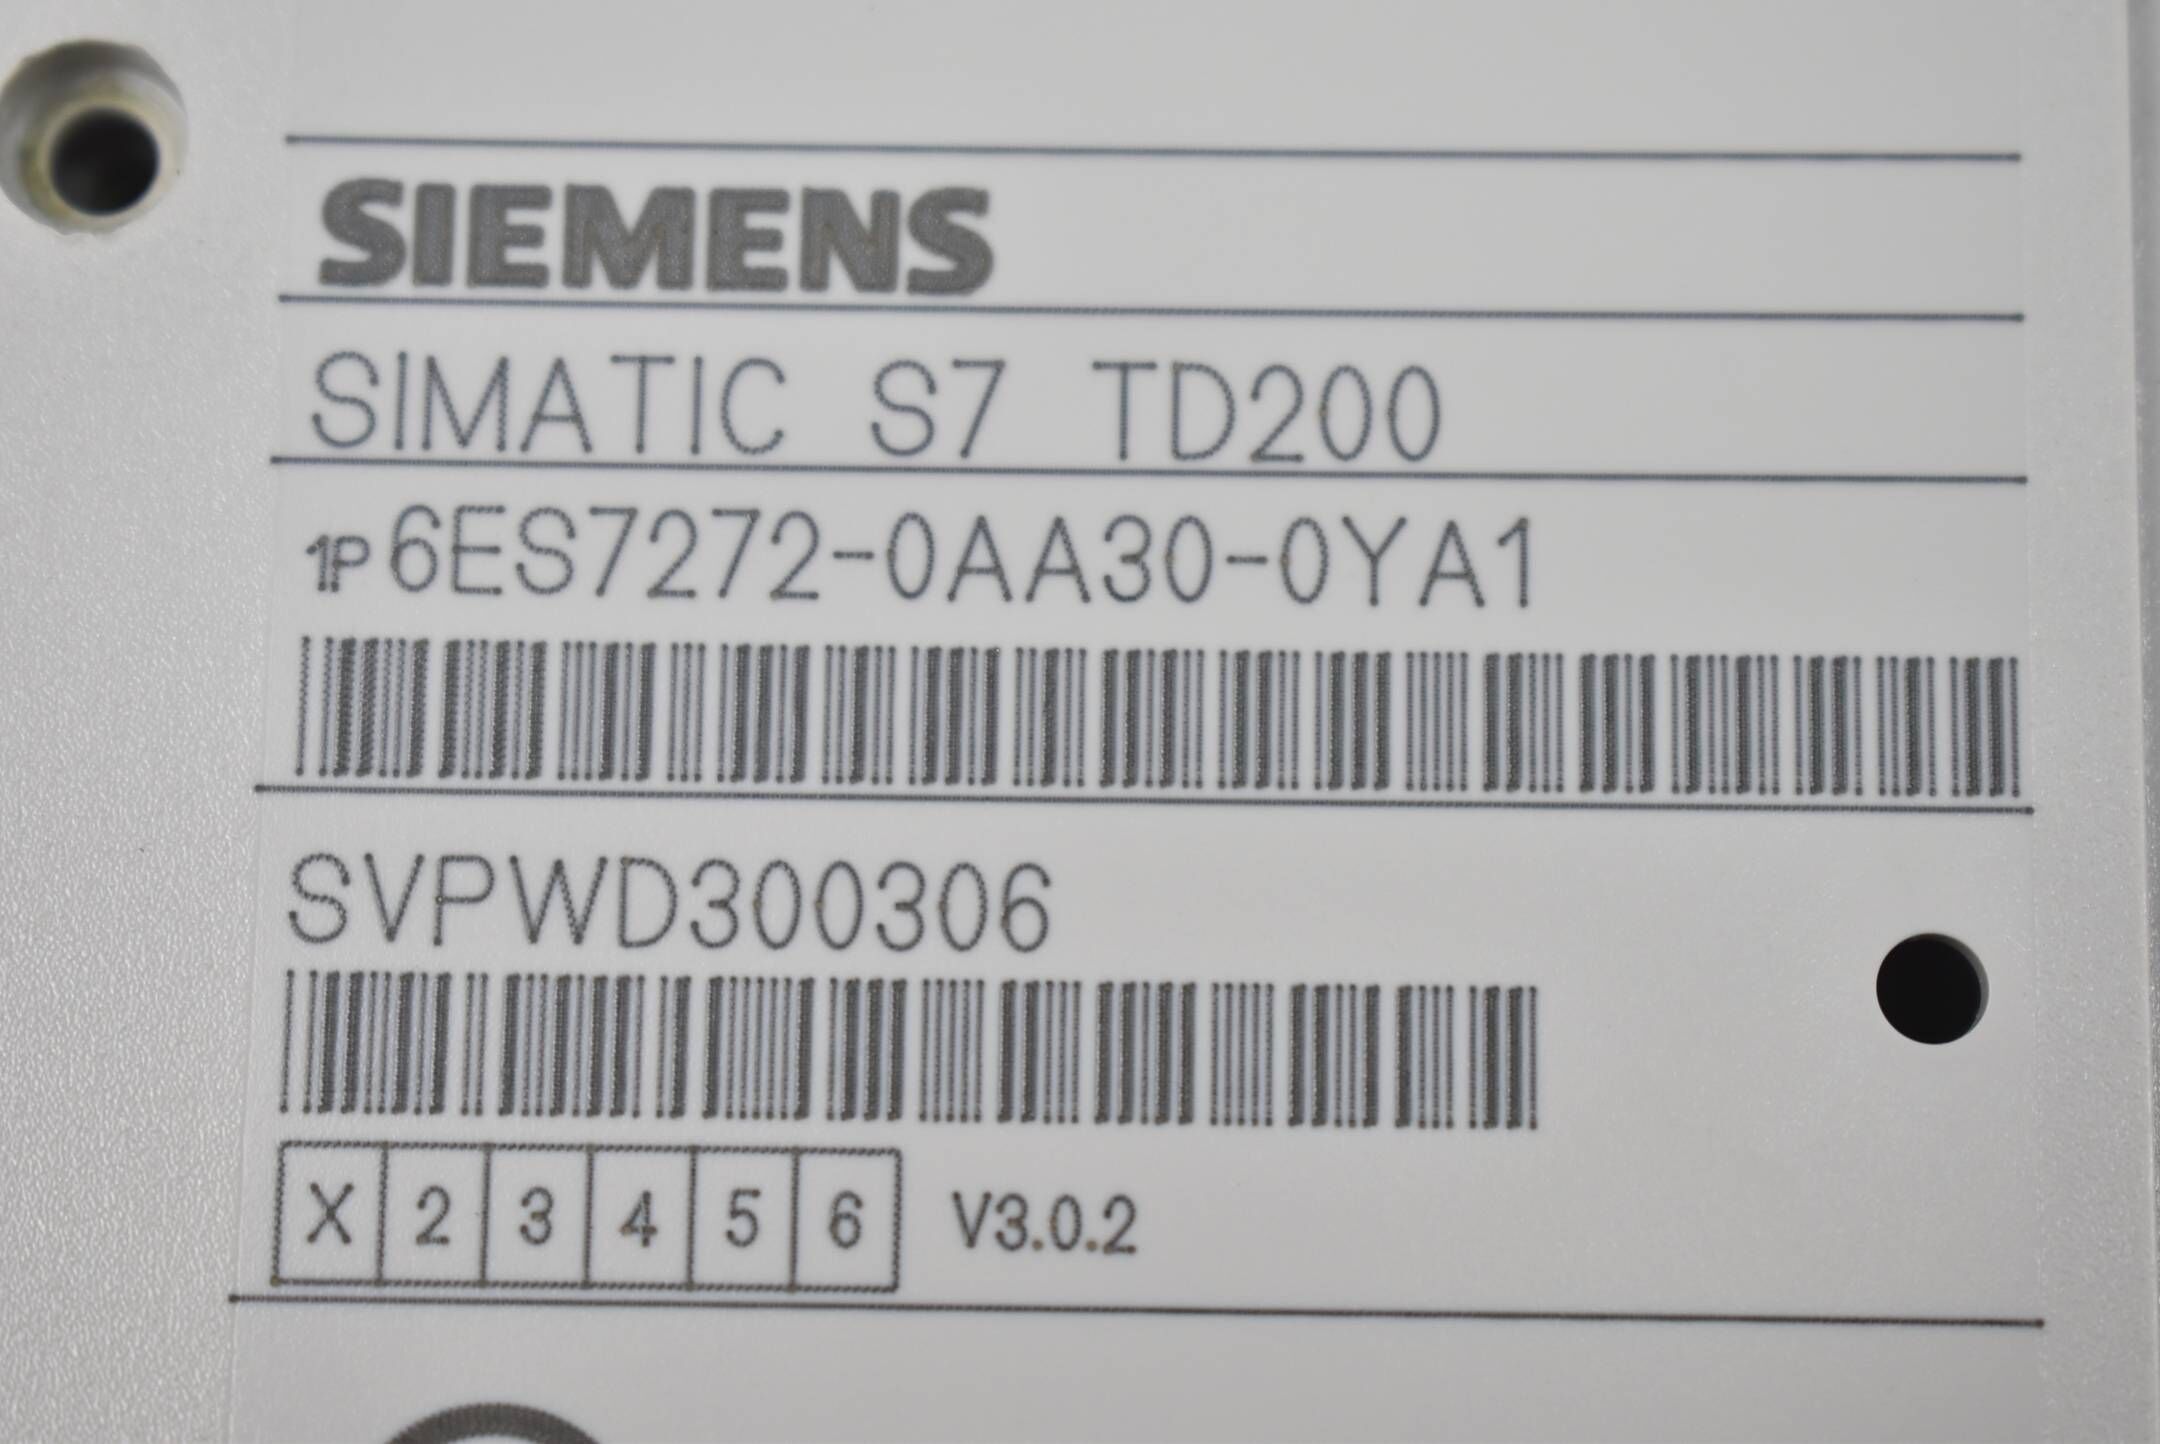 SIEMENS
SIMATIC S7 TD200
1P 6ES7272-0AA30-0YA1
SVPWD300306
X 2 3 4 5 6 V3.0.2